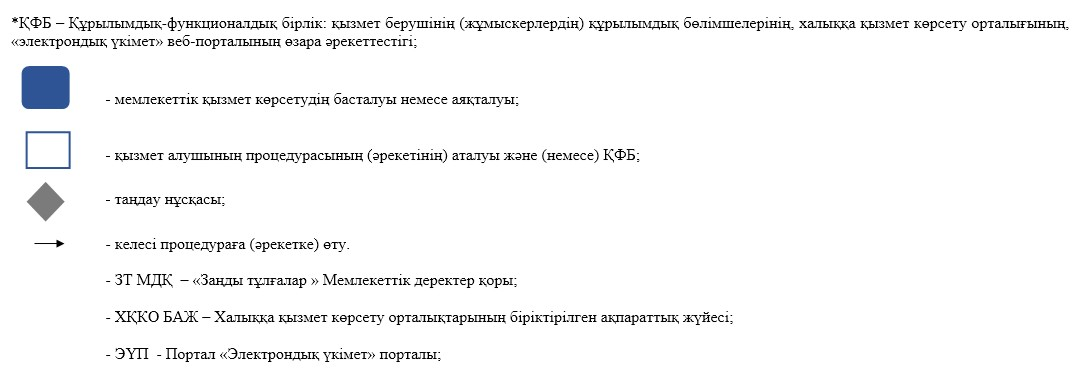 *ҚФБ – Құрылымдық-функционалдық бірлік: қызмет берушінің (жұмыскерлердің) құрылымдық бөлімшелерінің, халыққа қызмет көрсету орталығының,
«электрондық үкімет» веб-порталының өзара әрекеттестігі;
- мемлекеттік қызмет көрсетудің басталуы немесе аяқталуы;
- қызмет алушының процедурасының (әрекетінің) аталуы және (немесе) ҚФБ;
- таңдау нұсқасы;
- келесі процедураға (әрекетке) өту.
- ЗТ МДҚ – «Заңды тұлғалар » Мемлекеттік деректер қоры;
- ХҚКО БАЖ – Халыққа қызмет көрсету орталықтарының біріктірілген ақпараттық жүйесі;
- ЭҮП - Портал «Электрондық үкімет» порталы;